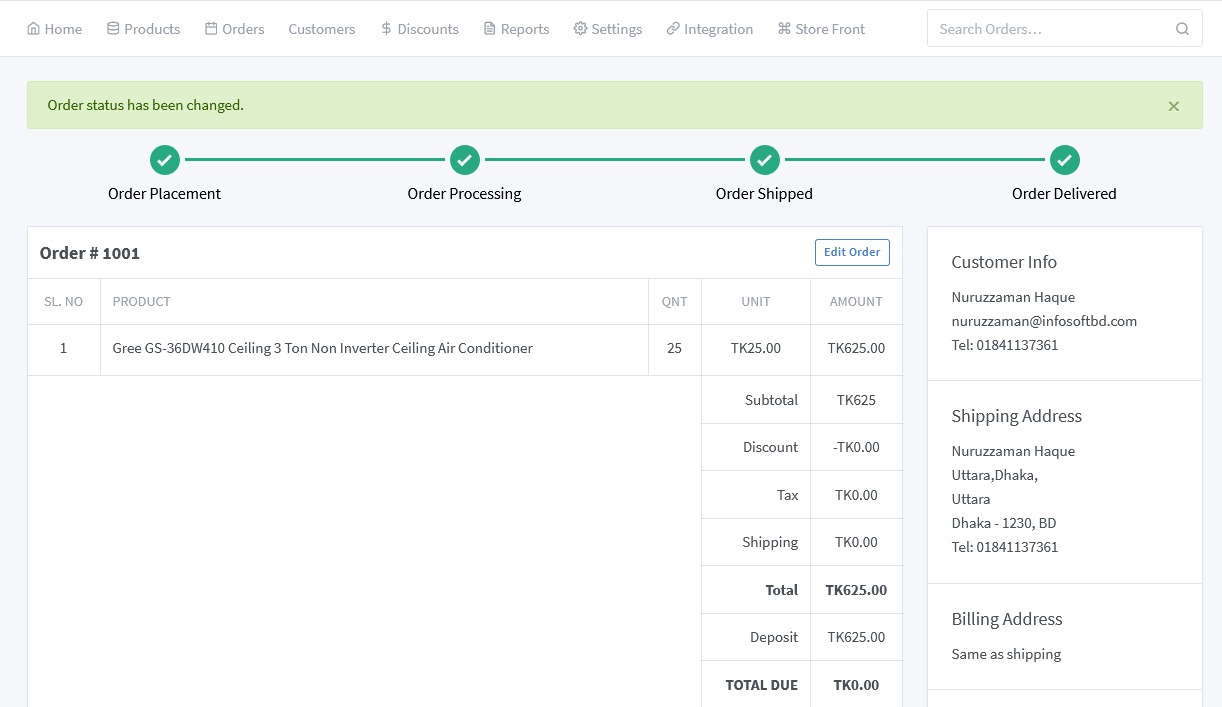 Home Products Orders Customers Discounts Reports Settings Integration Store Front Search Orders...
Order status has been changed.
Order Placement Order Processing Order Shipped Order Delivered
Order # 1001 Edit Order
SL. NO PRODUCT QNT UNIT AMOUNT
1 Gree GS-36DW410 Ceiling 3 Ton Non Inverter Ceiling Air Conditioner 25 TK25.00 TK625.00
Subtotal TK625
Discount -TK0.00
Tax TK0.00
Shipping TK0.00
Total TK625.00
Deposit TK625.00
TOTAL DUE TK0.00
Customer Info
Nuruzzaman Haque
nuruzzaman@infosoftbd.com
Tel: 01841137361
Shipping Address
Nuruzzaman Haque
Uttara,Dhaka,
Uttara
Dhaka - 1230, BD
Tel: 01841137361
Billing Address
Same as shipping